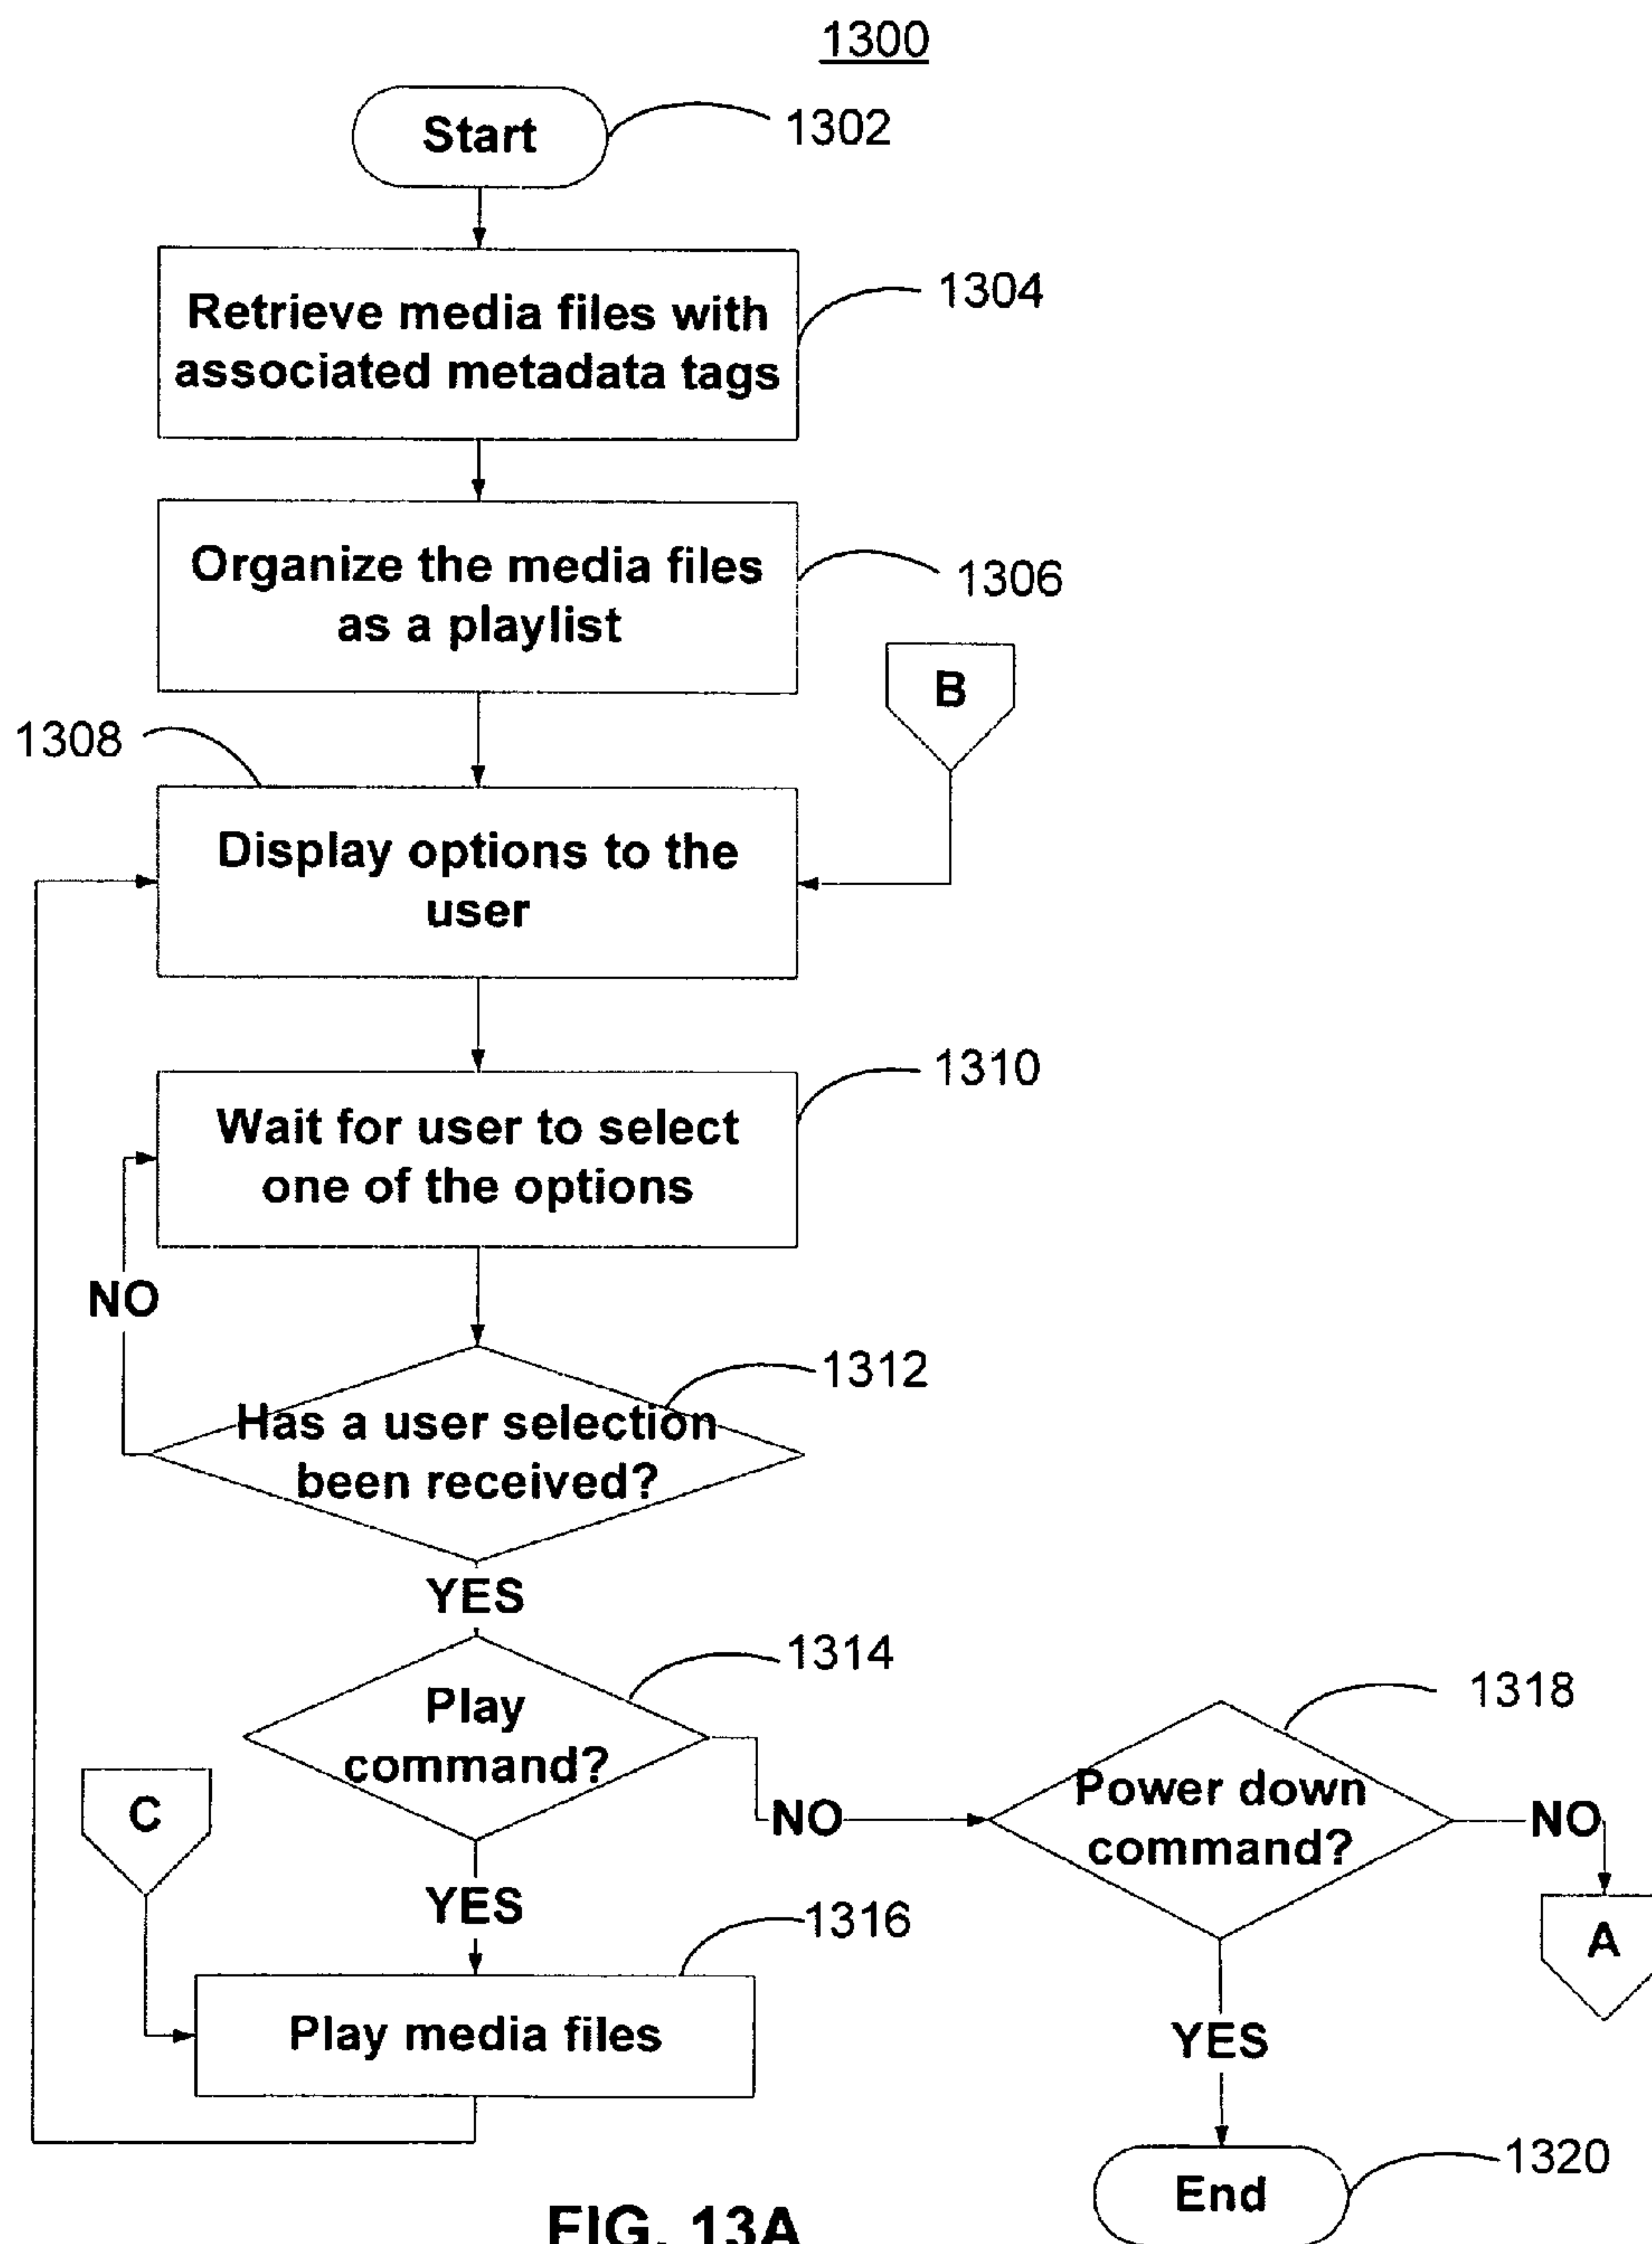 1300
Start
1302
Retrieve media files with
associated metadada tags
1304
Organize the media files
as a playlist
1306
B
1308
Display options to the
user
1310
Wait for user to select
one of the options
NO
1312
Has a user selection
been received?
YES
1314
Play
command?
1318
Power down
command?
C
NO
NO
A
YES
1316
Play media files
YES
1320
End
FIG. 13A